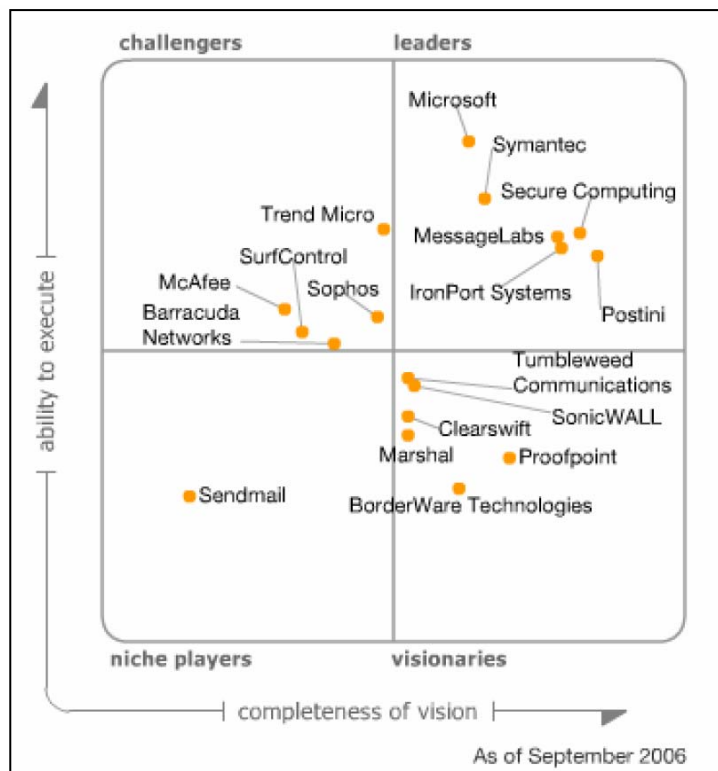 challengers
leaders
Microsoft
Symantec
Secure Computing
Trend Micro
MessageLabs
SurfControl
McAfee
Sophos
IronPort Systems
Barracuda
Networks
Postini
ability to execute
Tumbleweed
Communications
SonicWALL
Clearswift
Marshal
Proofpoint
Sendmail
BorderWare Technologies
niche players
visionaries
completeness of vision
As of September 2006